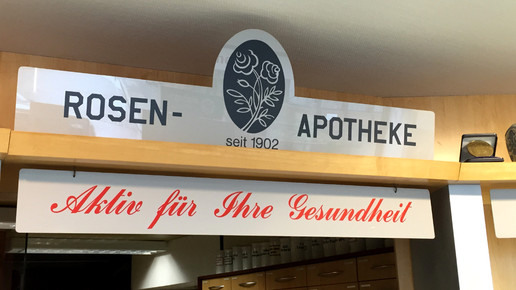 ROSEN- APOTHEKE
seit 1902
Aktiv für Ihre Gesundheit